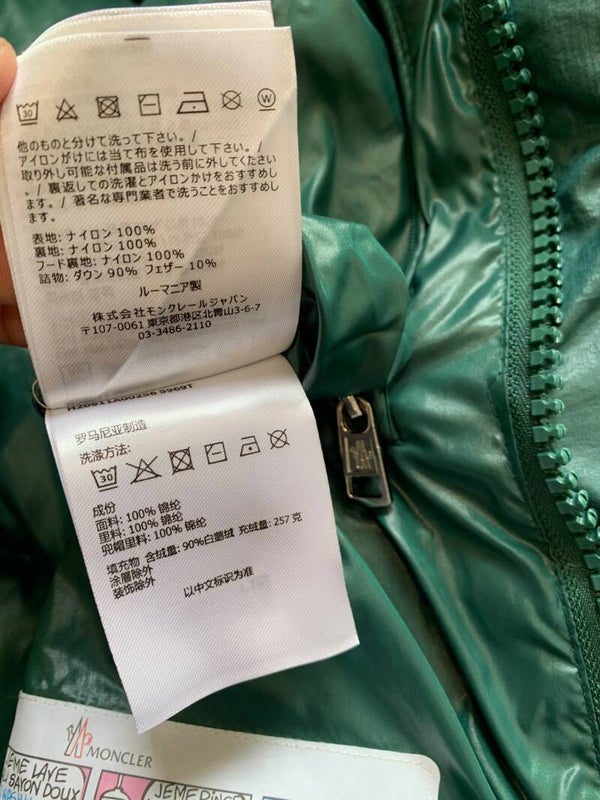 30
W
他のものと分けて洗って下さい。/
アイロンがけには当て布を使用して下さい。/
取り外し可能な付属品は洗う前に外してください
。/ 裏返しての洗濯とアイロンかけをおすすめし
ます。/ 著名な専門業者で洗うことをおすすめし
ます。
表地: ナイロン 100%
裏地: ナイロン 100%
フード裏地: ナイロン 100%
詰物: ダウン 90% フェザー 10%
ルーマニア製
株式会社モンクレールジャパン
〒107-0061 東京都港区北青山3-6-7
03-3486-2110
罗马尼亚制造
洗涤方法:
30
成份
面料: 100% 锦纶
里料: 100% 锦纶
兜帽里料: 100% 锦纶
填充物 含绒量: 90%白鹅绒 充绒量: 257 克
涂层除外
装饰除外
以中文标识为准
MONCLER
LAVE
SAVON DOUX